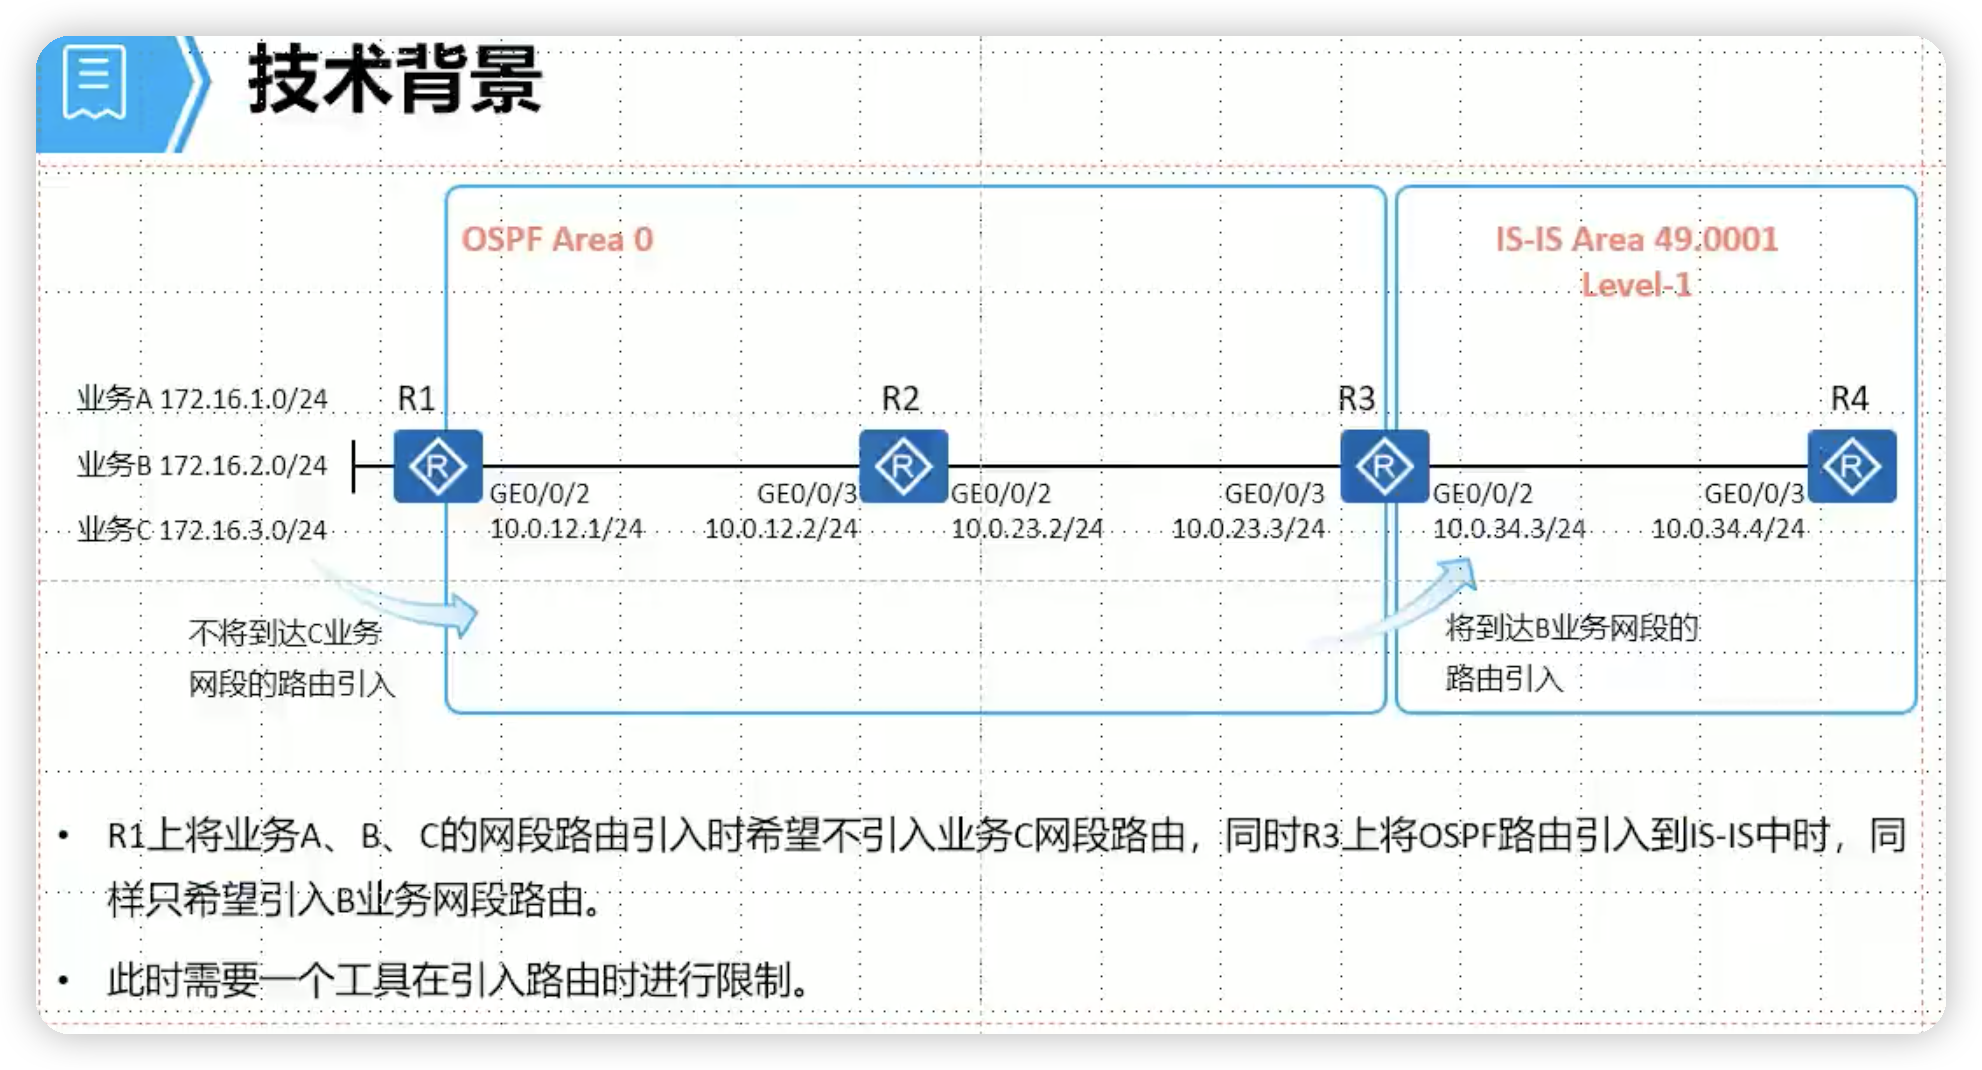 技术背景
OSPF Area 0
IS-IS Area 49.0001
Level-1
业务A 172.16.1.0/24
R1
R2
R3
R4
业务B 172.16.2.0/24
R
R
R
R
GE0/0/2
GE0/0/3
GE0/0/2
GE0/0/3
GE0/0/2
GE0/0/3
业务C 172.16.3.0/24
10.0.12.1/24
10.0.12.2/24
10.0.23.2/24
10.0.23.3/24
10.0.34.3/24
10.0.34.4/24
不将到达C业务
网段的路由引入
将到达B业务网段的
路由引入
• R1上将业务A、B、C的网段路由引入时希望不引入业务C网段路由，同时R3上将OSPF路由引入到IS-IS中时，同
样只希望引入B业务网段路由。
• 此时需要一个工具在引入路由时进行限制。